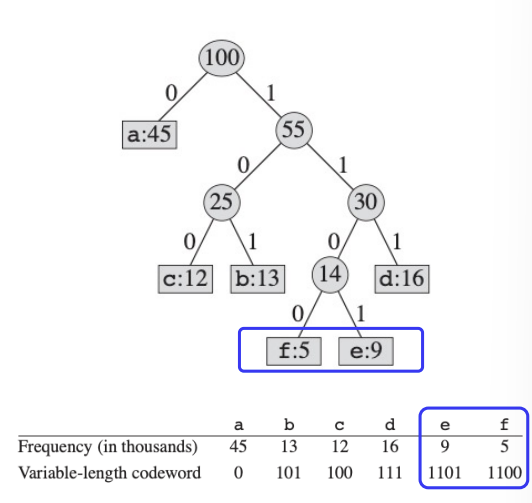 100
0 1
a:45 55
0 1
25 30
0 1 0 1
c:12 b:13 14 d:16
0 1
f:5 e:9
a b c d e f
Frequency (in thousands) 45 13 12 16 9 5
Variable-length codeword 0 101 100 111 1101 1100